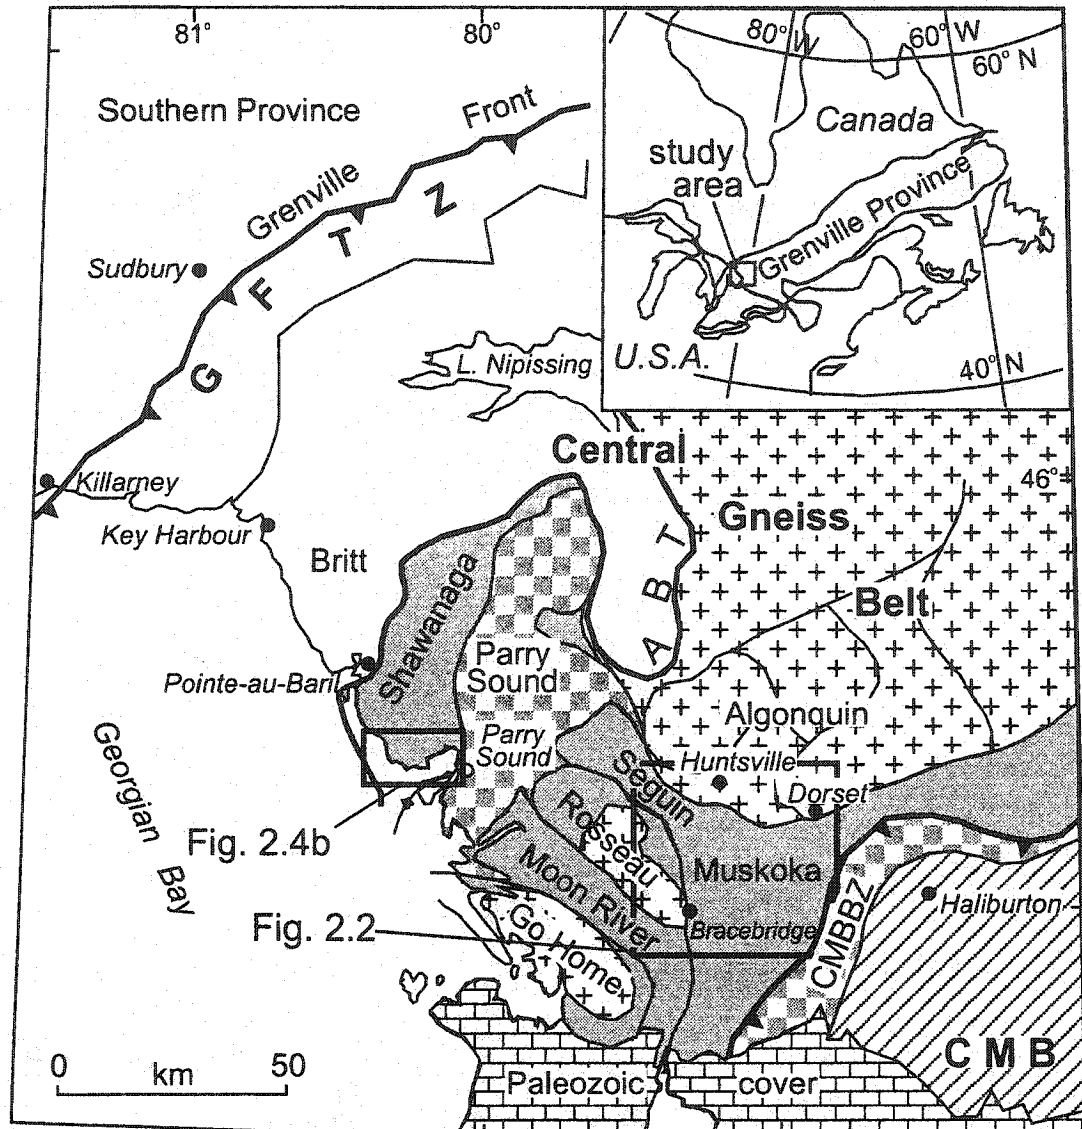 81°
80°
Southern Province
Grenville Front
G F T Z
Sudbury
L. Nipissing
Killarney
Key Harbour
Britt
Pointe-au-Baril
Shawanaga
Parry
Sound
Parry
Sound
Georgian Bay
Fig. 2.4b
Fig. 2.2
Central
Gneiss
Belt
46°
A B T
Algonquin
Huntsville
Dorset
Seguin
Rosseau
Moon River
Go Home
Muskoka
Bracebridge
CMBBZ
Haliburton
C M B
Paleozoic cover
0 50
km
80° W
60° W
60° N
Canada
study
area
Grenville Province
U.S.A.
40° N